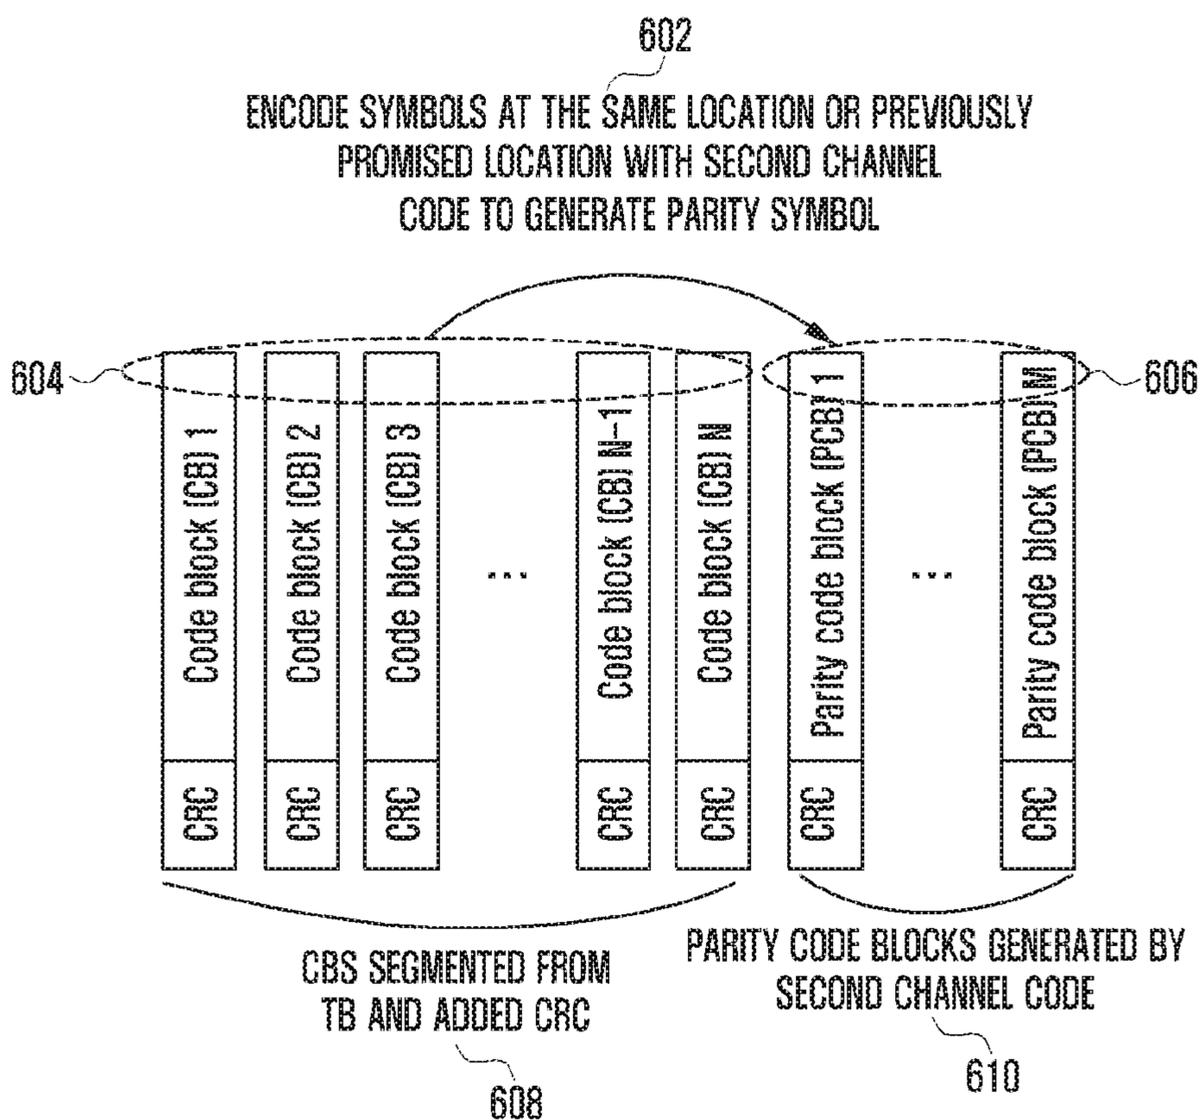 602
ENCODE SYMBOLS AT THE SAME LOCATION OR PREVIOUSLY
PROMISED LOCATION WITH SECOND CHANNEL
CODE TO GENERATE PARITY SYMBOL
604
606
Code block (CB) 1
Code block (CB) 2
Code block (CB) 3
...
Code block (CB) N-1
Code block (CB) N
Parity code block (PCB) 1
...
Parity code block (PCB) M
CRC
CRC
CRC
CRC
CRC
CRC
CRC
CBS SEGMENTED FROM
TB AND ADDED CRC
608
PARITY CODE BLOCKS GENERATED BY
SECOND CHANNEL CODE
610